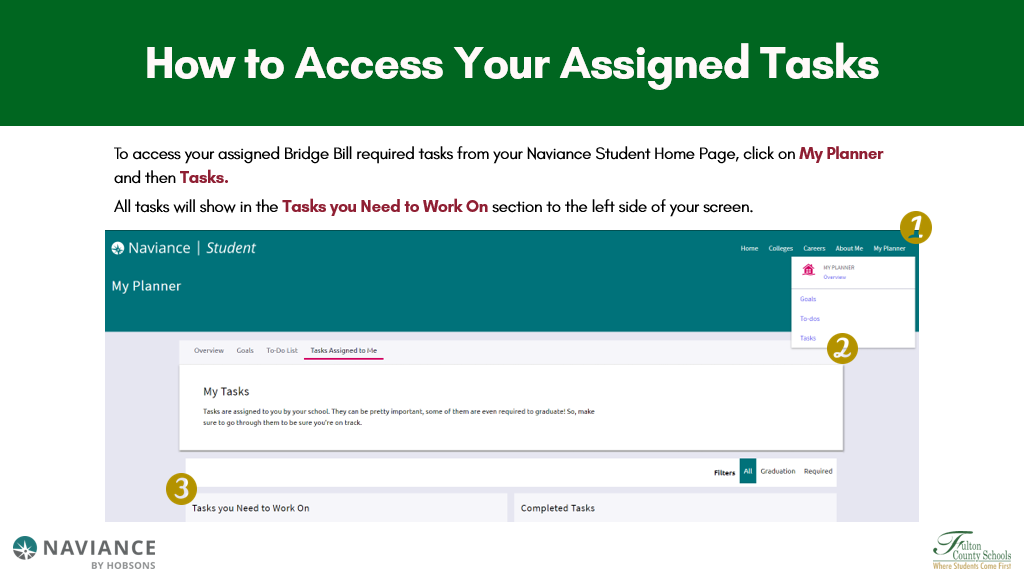 How to Access Your Assigned Tasks
To access your assigned Bridge Bill required tasks from your Naviance Student Home Page, click on My Planner
and then Tasks.
All tasks will show in the Tasks you Need to Work On section to the left side of your screen.
1
Naviance | Student
Home Colleges Careers About Me My Planner
My Planner
MY PLANNER
Overview
Goals
To-dos
Tasks
2
Overview Goals To-Do List Tasks Assigned to Me
My Tasks
Tasks are assigned to you by your school. They can be pretty important, some of them are even required to graduate! So, make
sure to go through them to be sure you're on track.
Filters All Graduation Required
3
Tasks you Need to Work On
Completed Tasks
NAVIANCE
BY HOBSONS
Fulton
County Schools
Where Students Come First